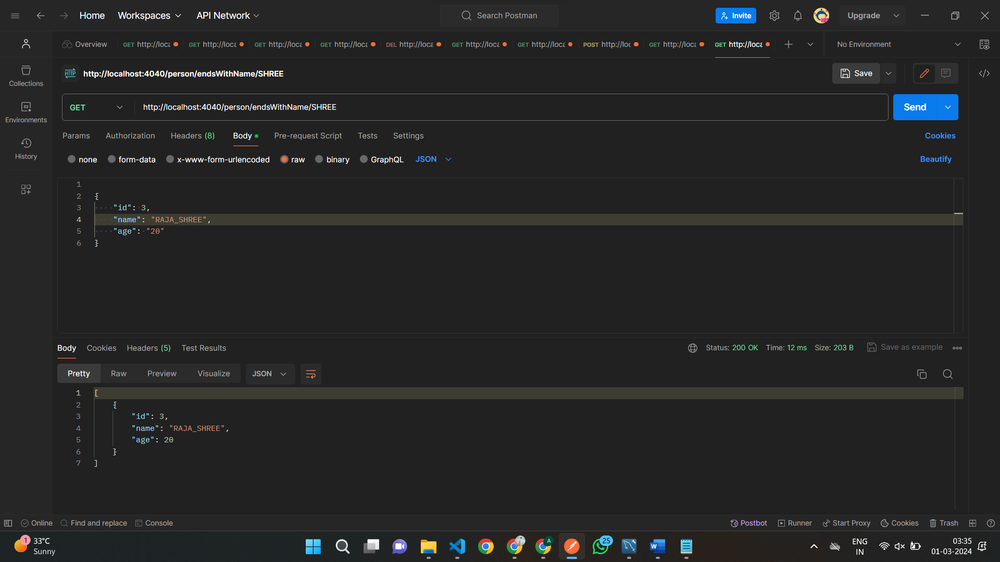 Home Workspaces API Network Search Postman Invite Upgrade
Overview GET http://loca GET http://loca GET http://loca GET http://loca DEL http://loca GET http://loca GET http://loca POST http://loc GET http://loca GET http://loca No Environment
HTTP http://localhost:4040/person/endsWithName/SHREE Save
Collections
Environments
History
GET http://localhost:4040/person/endsWithName/SHREE Send
Params Authorization Headers (8) Body Pre-request Script Tests Settings Cookies
none form-data x-www-form-urlencoded raw binary GraphQL JSON Beautify
1
2 {
3 "id": 3,
4 "name": "RAJA_SHREE",
5 "age": "20"
6 }
Body Cookies Headers (5) Test Results Status: 200 OK Time: 12 ms Size: 203 B Save as example
Pretty Raw Preview Visualize JSON
1 [
2 {
3 "id": 3,
4 "name": "RAJA_SHREE",
5 "age": 20
6 }
7 ]
Online Find and replace Console Postbot Runner Start Proxy Cookies Trash
1 33°C
Sunny
A
25
W
ENG
IN
03:35
01-03-2024